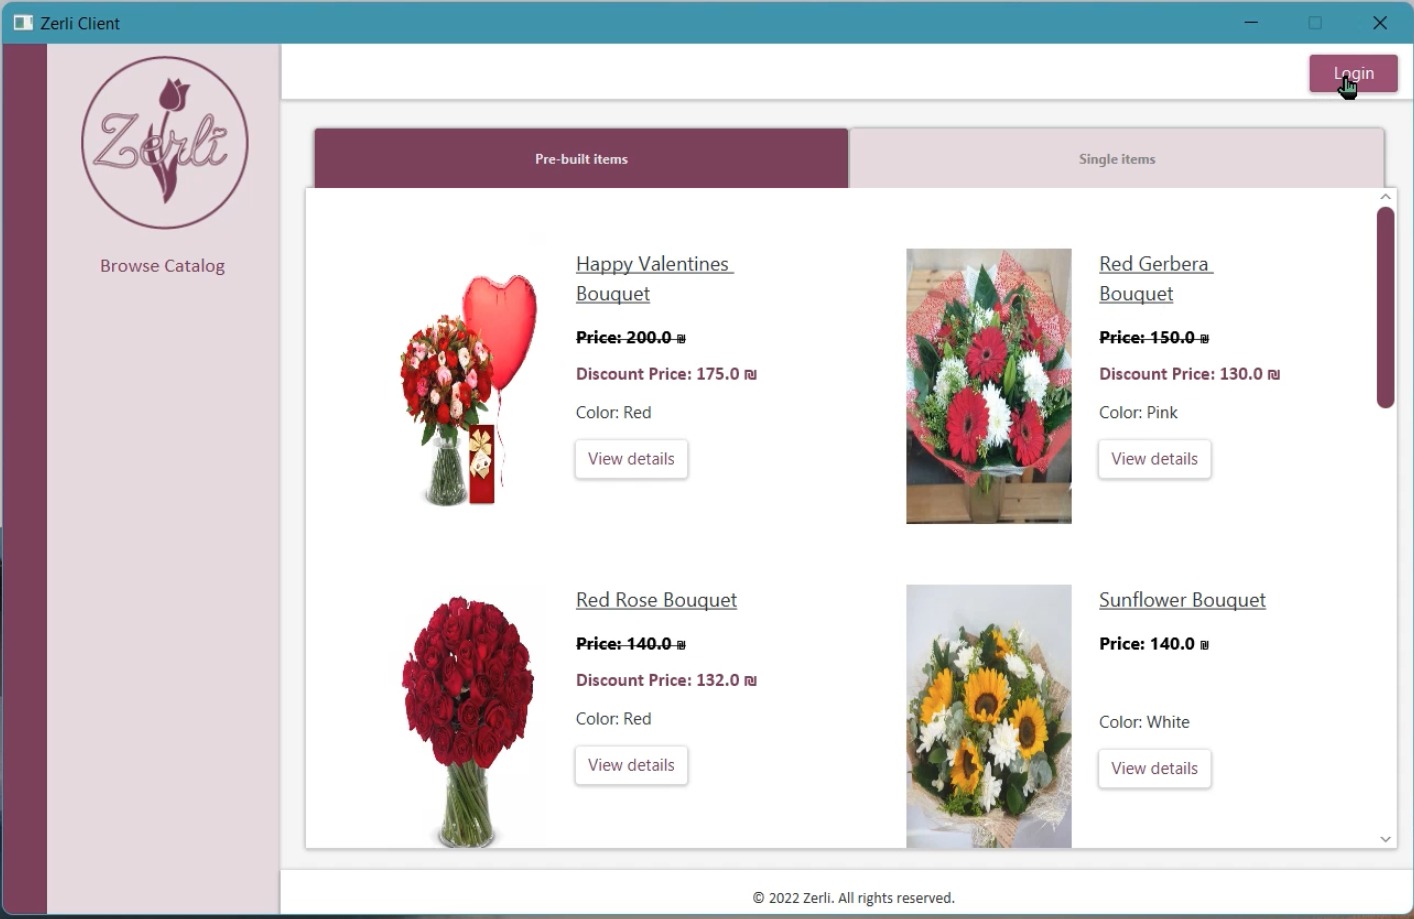 Zerli Client
Login
Zerli
Browse Catalog
Pre-built items
Single items
Happy Valentines
Bouquet
Price: 200.0 ₪
Discount Price: 175.0 ₪
Color: Red
View details
Red Gerbera
Bouquet
Price: 150.0 ₪
Discount Price: 130.0 ₪
Color: Pink
View details
Red Rose Bouquet
Price: 140.0 ₪
Discount Price: 132.0 ₪
Color: Red
View details
Sunflower Bouquet
Price: 140.0 ₪
Color: White
View details
© 2022 Zerli. All rights reserved.